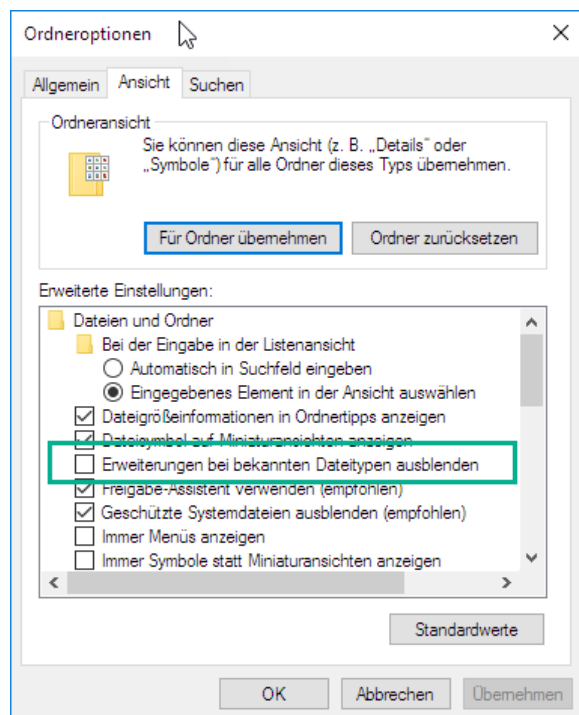 Ordneroptionen
Allgemein Ansicht Suchen
Ordneransicht
Sie können diese Ansicht (z. B. „Details“ oder
„Symbole“) für alle Ordner dieses Typs übernehmen.
Für Ordner übernehmen Ordner zurücksetzen
Erweiterte Einstellungen:
Dateien und Ordner
Bei der Eingabe in der Listenansicht
Automatisch in Suchfeld eingeben
Eingegebenes Element in der Ansicht auswählen
Dateigrößeinformationen in Ordnertipps anzeigen
Dateisymbol auf Miniaturansichten anzeigen
Erweiterungen bei bekannten Dateitypen ausblenden
Freigabe-Assistent verwenden (empfohlen)
Geschützte Systemdateien ausblenden (empfohlen)
Immer Menüs anzeigen
Immer Symbole statt Miniaturansichten anzeigen
Standardwerte
OK Abbrechen Übernehmen